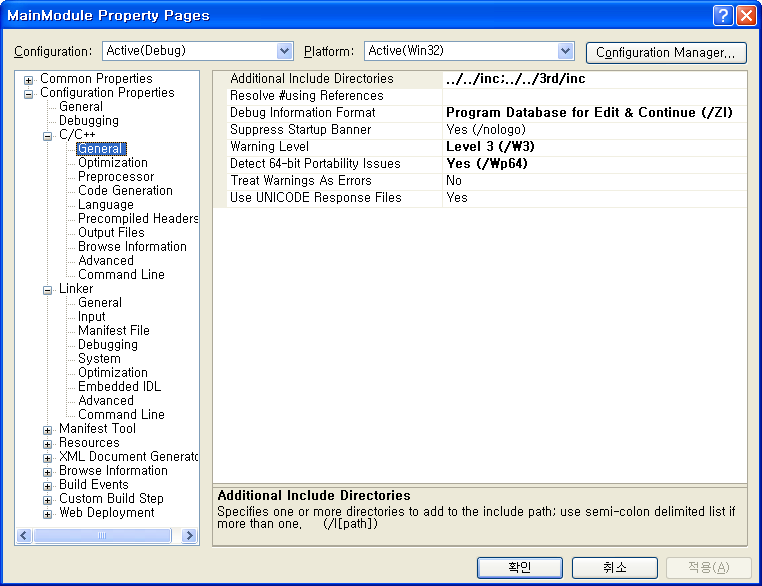 MainModule Property Pages
Configuration: Active(Debug) Platform: Active(Win32) Configuration Manager...
Common Properties
Configuration Properties
General
Debugging
C/C++
General
Optimization
Preprocessor
Code Generation
Language
Precompiled Headers
Output Files
Browse Information
Advanced
Command Line
Linker
General
Input
Manifest File
Debugging
System
Optimization
Embedded IDL
Advanced
Command Line
Manifest Tool
Resources
XML Document Generato
Browse Information
Build Events
Custom Build Step
Web Deployment
Additional Include Directories ../../inc;../../3rd/inc
Resolve #using References
Debug Information Format Program Database for Edit & Continue (/ZI)
Suppress Startup Banner Yes (/nologo)
Warning Level Level 3 (/W3)
Detect 64-bit Portability Issues Yes (/Wp64)
Treat Warnings As Errors No
Use UNICODE Response Files Yes
Additional Include Directories
Specifies one or more directories to add to the include path; use semi-colon delimited list if
more than one. (/I[path])
확인 취소 적용(A)